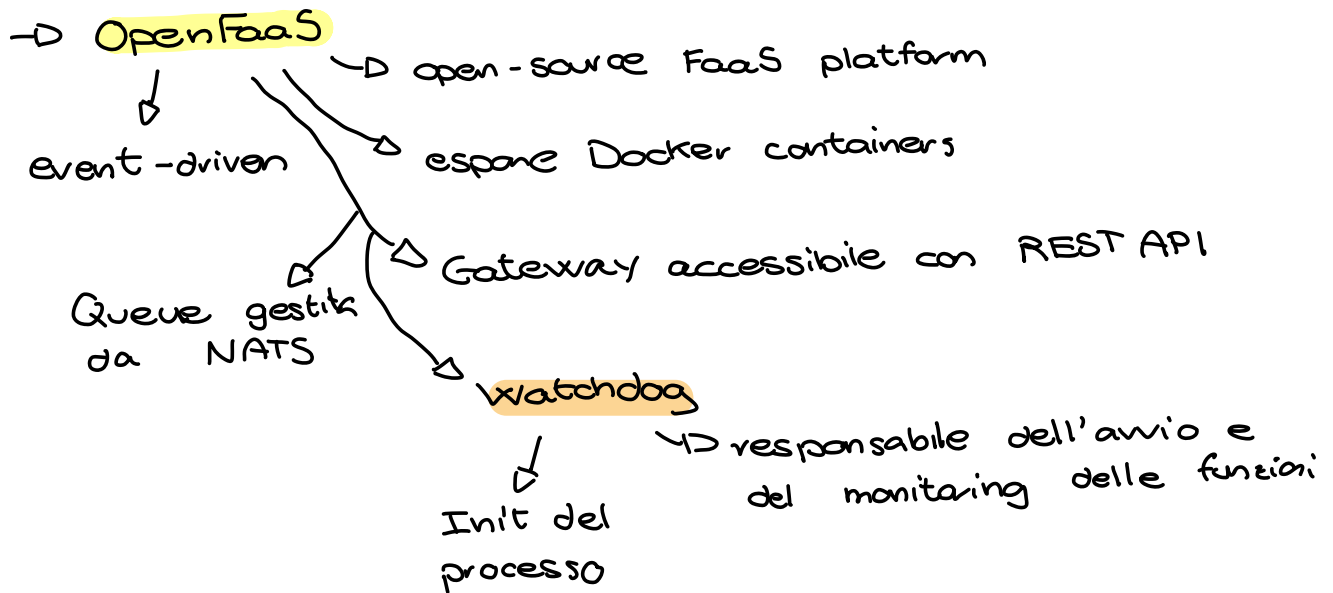 OpenFaaS
open-source FaaS platform
event-driven
espone Docker containers
Gateway accessibile con REST API
Queue gestita
da NATS
Watchdog
responsabile dell'avvio e
del monitoring delle funzioni
Init del
processo